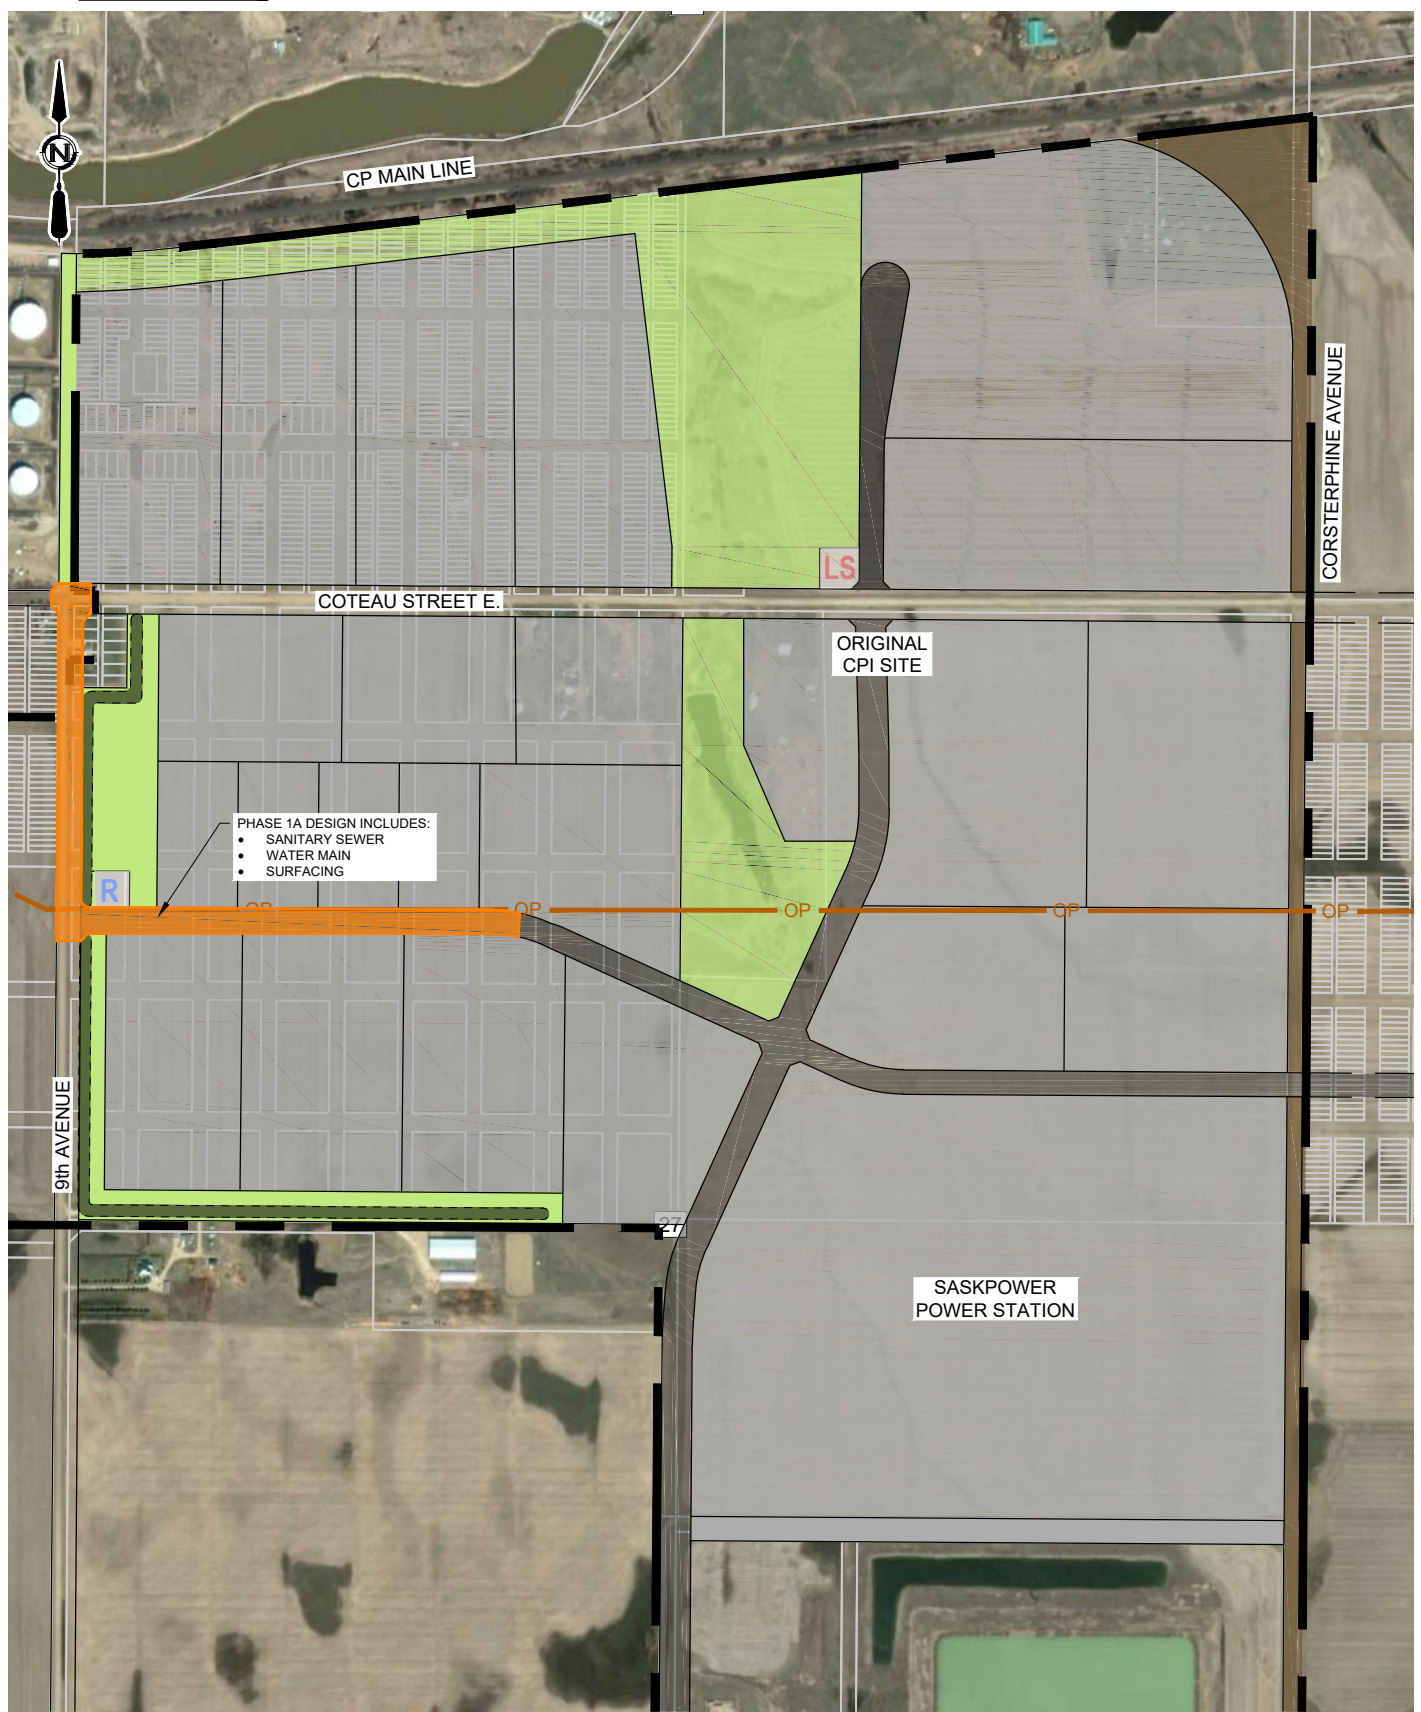 N
CP MAIN LINE
CORSTERPHINE AVENUE
LS
COTEAU STREET E.
ORIGINAL
CPI SITE
PHASE 1A DESIGN INCLUDES:
• SANITARY SEWER
• WATER MAIN
• SURFACING
R
OP
OP
OP
OP
OP
9th AVENUE
27
SASKPOWER
POWER STATION